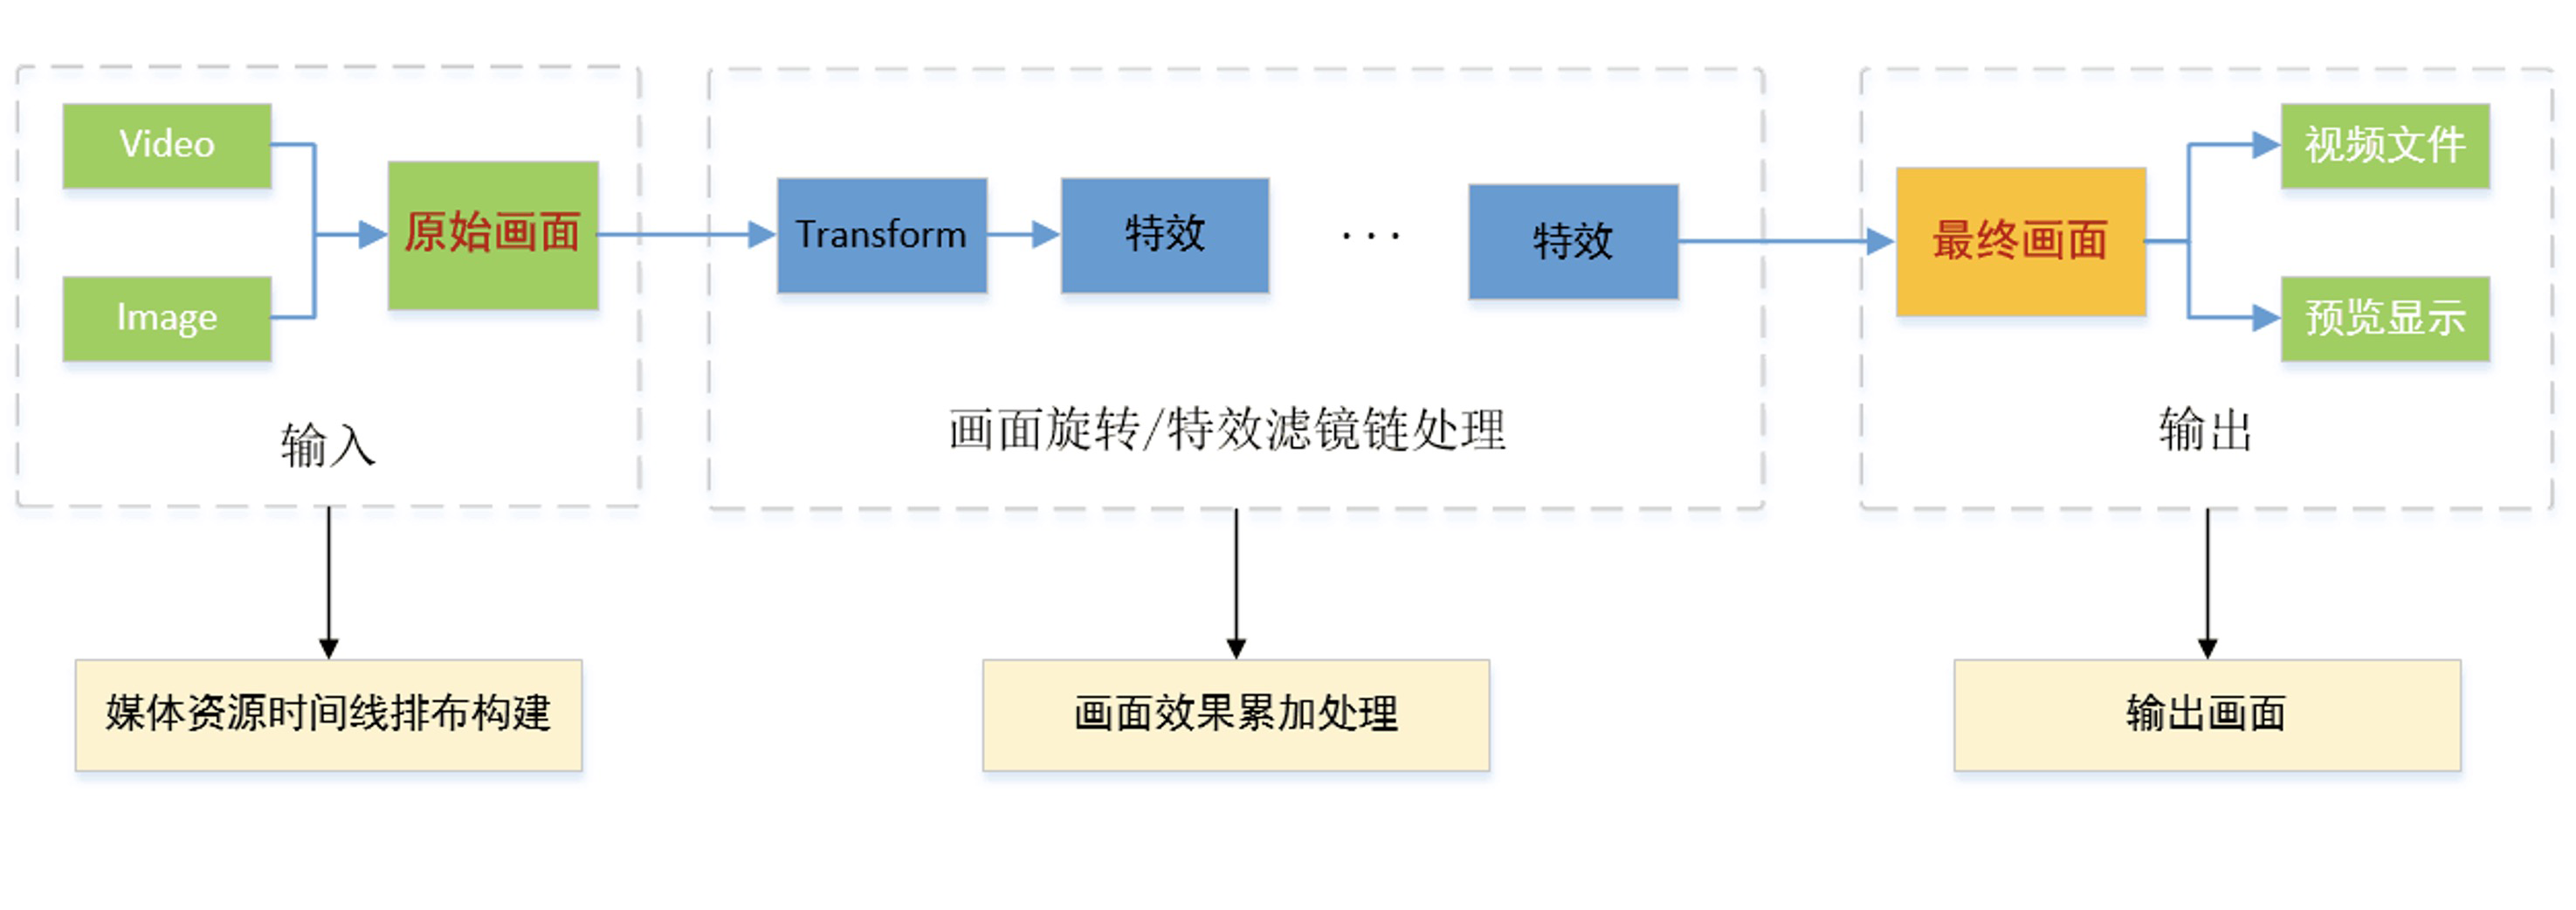 Video
Image
原始画面
输入
Transform
特效
···
特效
画面旋转/特效滤镜链处理
最终画面
视频文件
预览显示
输出
媒体资源时间线排布构建
画面效果累加处理
输出画面